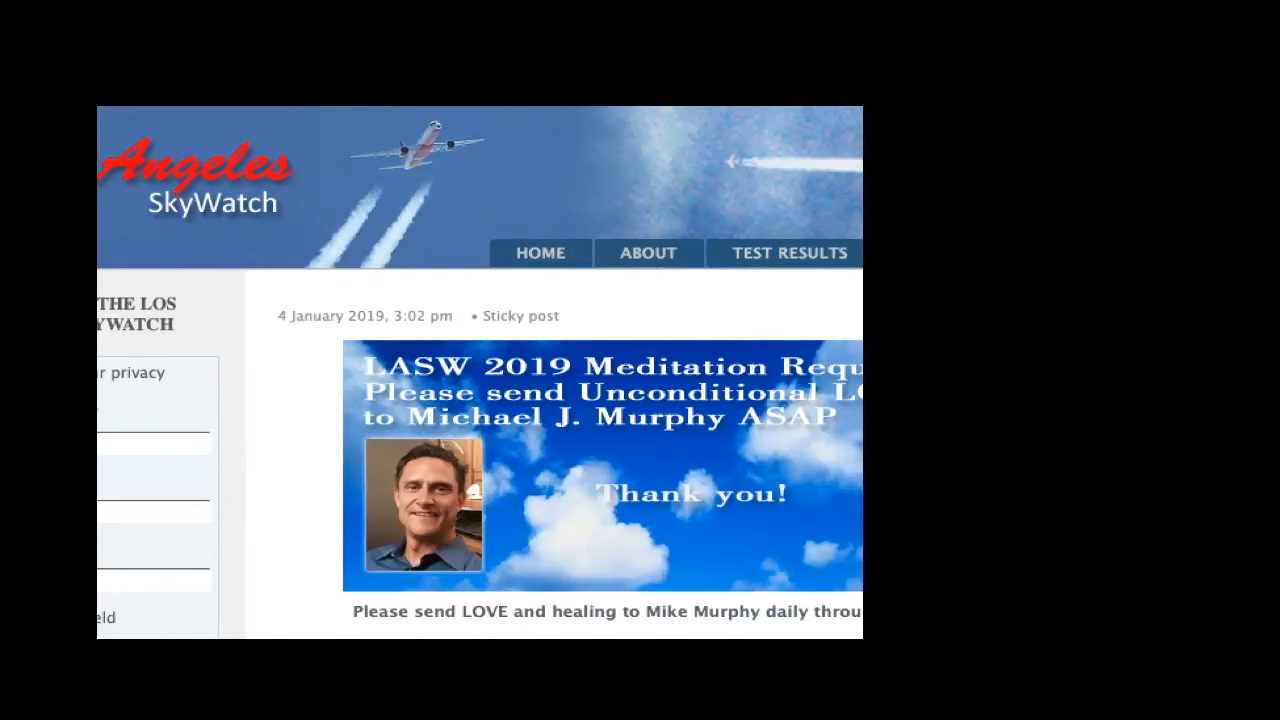 Angeles
SkyWatch
HOME
ABOUT
TEST RESULTS
THE LOS
YWATCH
4 January 2019, 3:02 pm • Sticky post
r privacy
LASW 2019 Meditation Requ
Please send Unconditional LO
to Michael J. Murphy ASAP
Thank you!
Please send LOVE and healing to Mike Murphy daily throu
eld